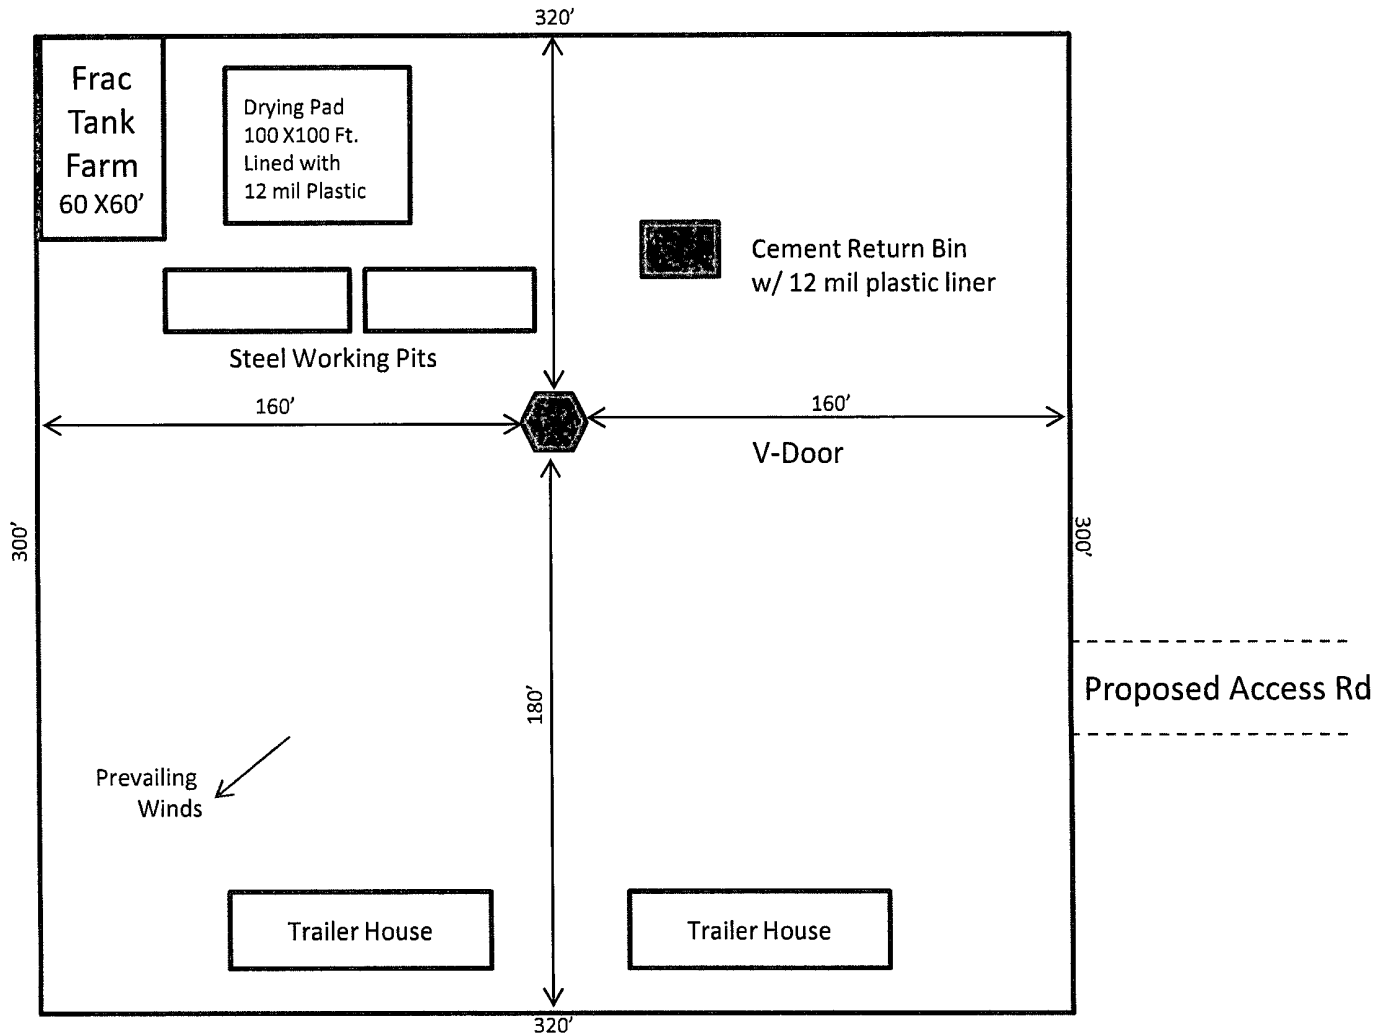 320’
Frac
Tank
Farm
60 X60’
Drying Pad
100 X100 Ft.
Lined with
12 mil Plastic
Cement Return Bin
w/ 12 mil plastic liner
Steel Working Pits
160’
160’
V-Door
300’
300’
180’
Proposed Access Rd
Prevailing
Winds
Trailer House
Trailer House
320’